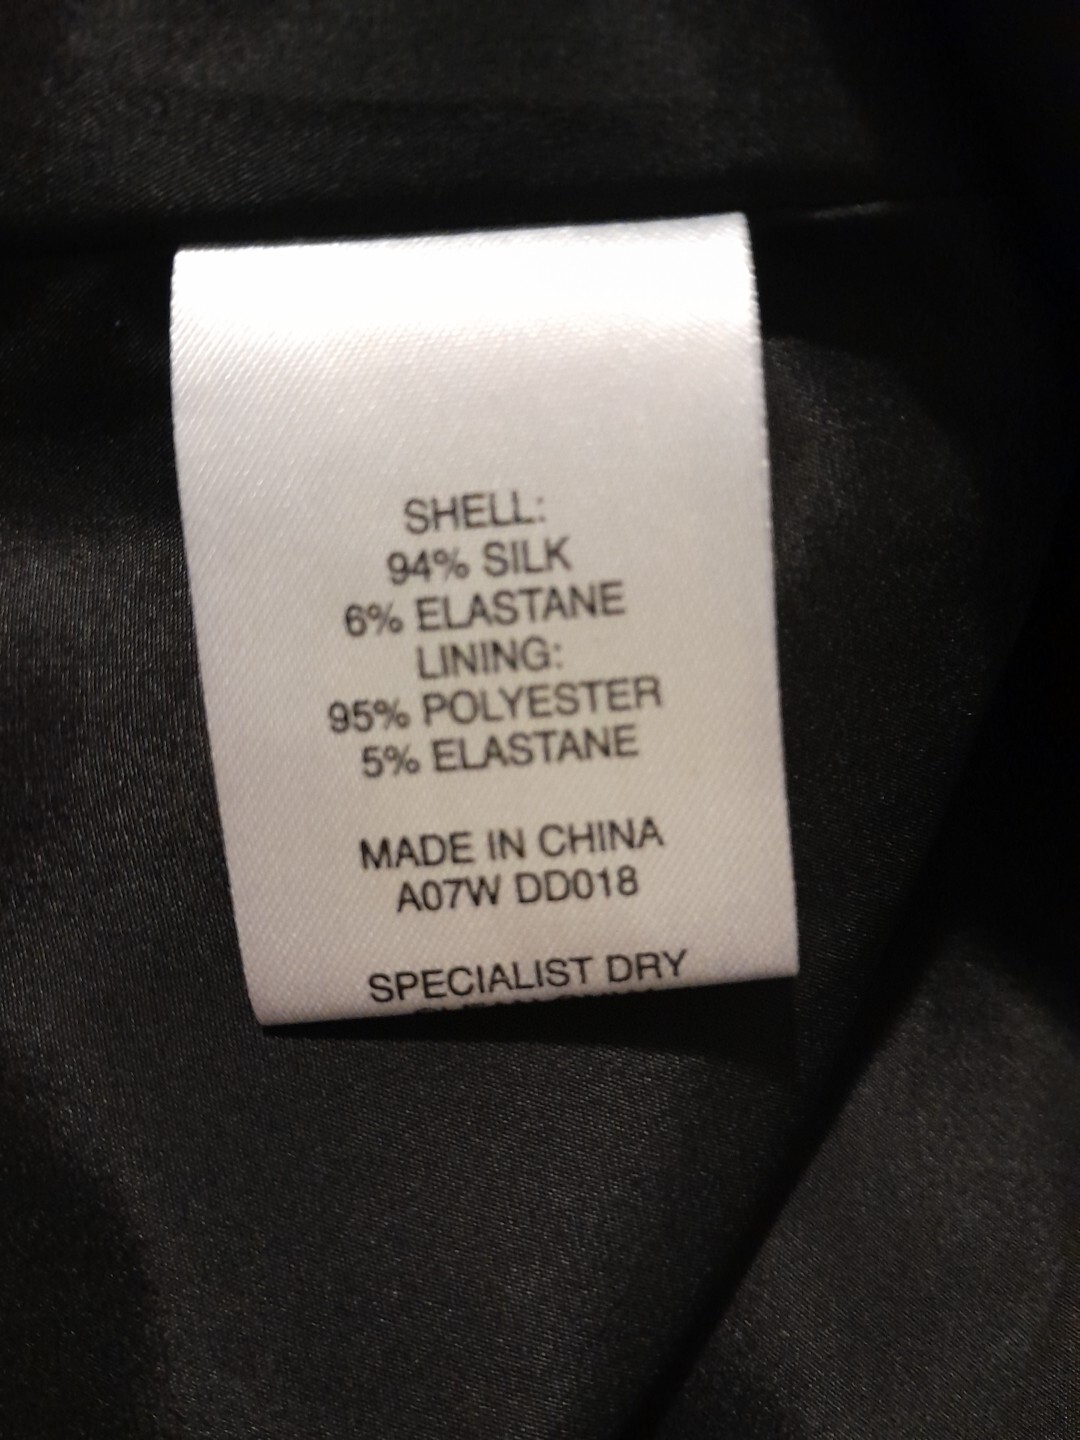 SHELL:
94% SILK
6% ELASTANE
LINING:
95% POLYESTER
5% ELASTANE
MADE IN CHINA
A07W DD018
SPECIALIST DRY